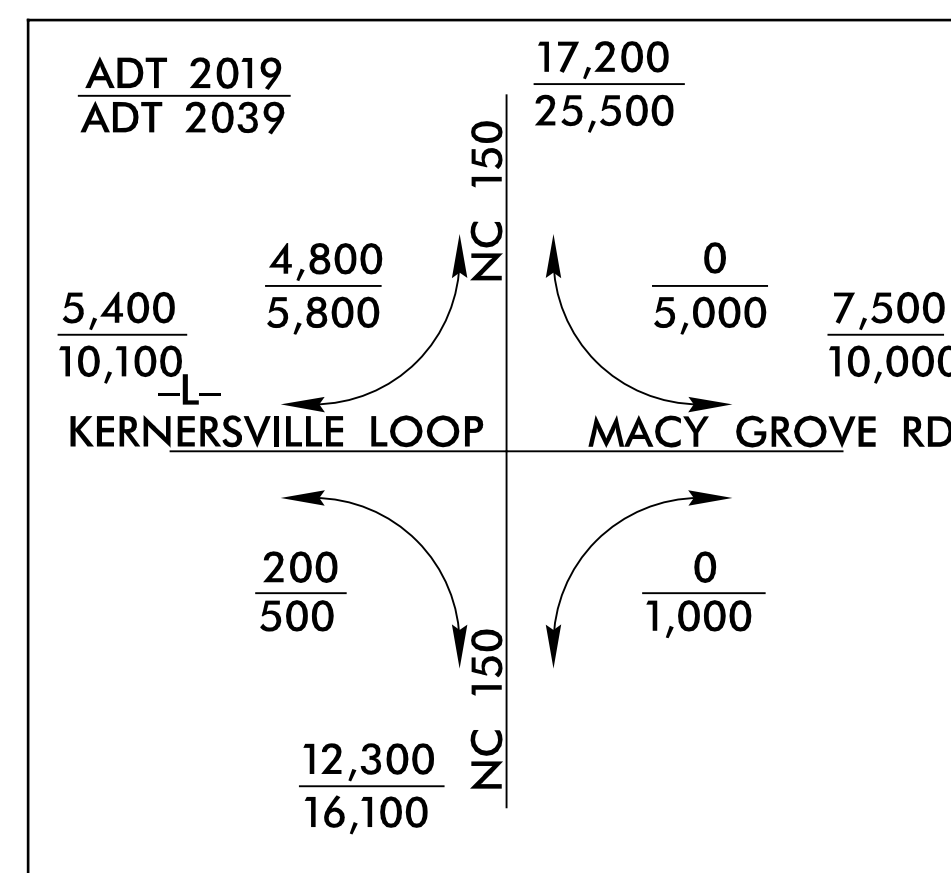 ADT 2019
ADT 2039
17,200
25,500
NC 150
4,800
5,800
0
5,000
5,400
10,100
7,500
10,000
–L–
KERNERSVILLE LOOP
MACY GROVE RD
200
500
0
1,000
NC 150
12,300
16,100